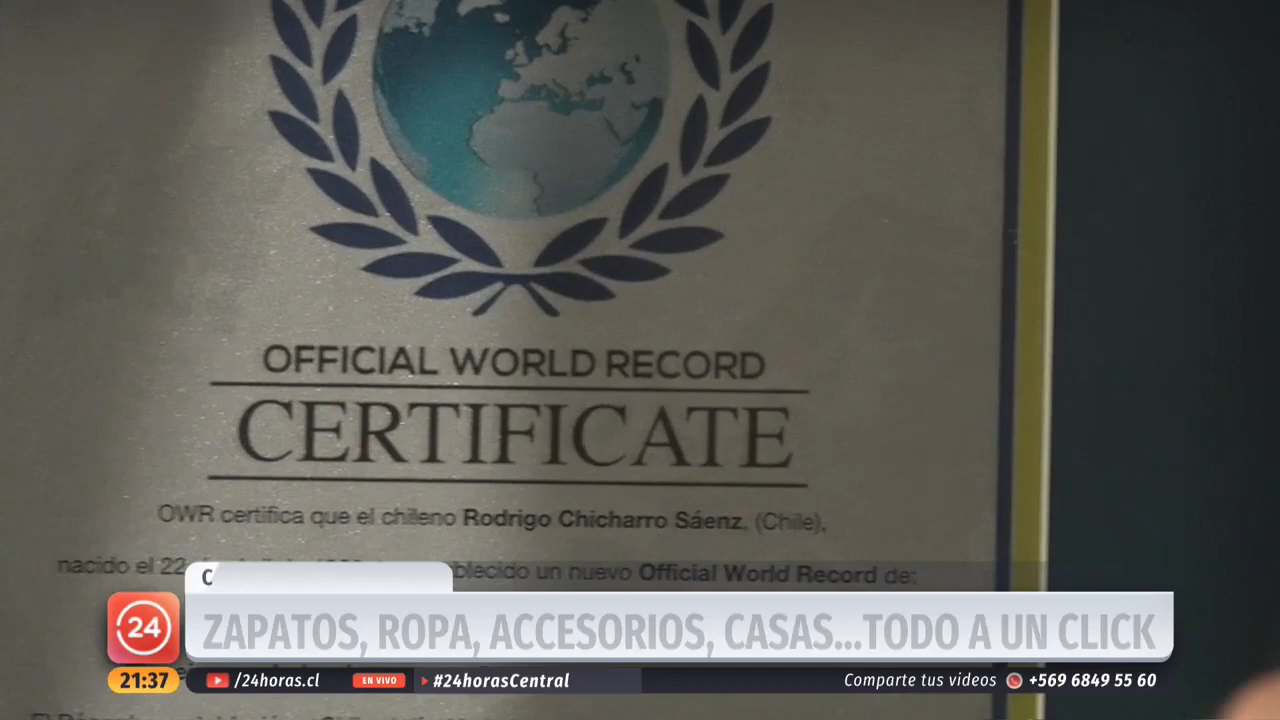 OFFICIAL WORLD RECORD
CERTIFICATE
OWR certifica que el chileno Rodrigo Chicharro Sáenz, (Chile),
nacido el 22 blecido un nuevo Official World Record de:
C
24
ZAPATOS, ROPA, ACCESORIOS, CASAS...TODO A UN CLICK
21:37 /24horas.cl EN VIVO #24horasCentral Comparte tus videos +569 6849 55 60